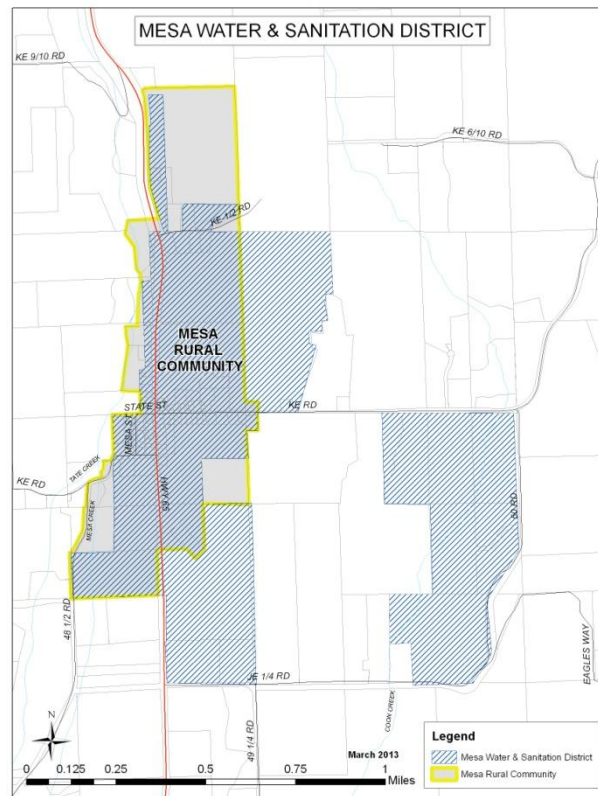 MESA WATER & SANITATION DISTRICT
KE 9/10 RD
KE 6/10 RD
KE 1/2 RD
MESA
RURAL
COMMUNITY
STATE ST
KE RD
MESA ST
TATE CREEK
KE RD
HWY 65
MESA CREEK
50 RD
48 1/2 RD
JE 1/4 RD
EAGLES WAY
COON CREEK
49 1/4 RD
N
March 2013
Legend
Mesa Water & Sanitation District
Mesa Rural Community
0 0.125 0.25 0.5 0.75 1
Miles